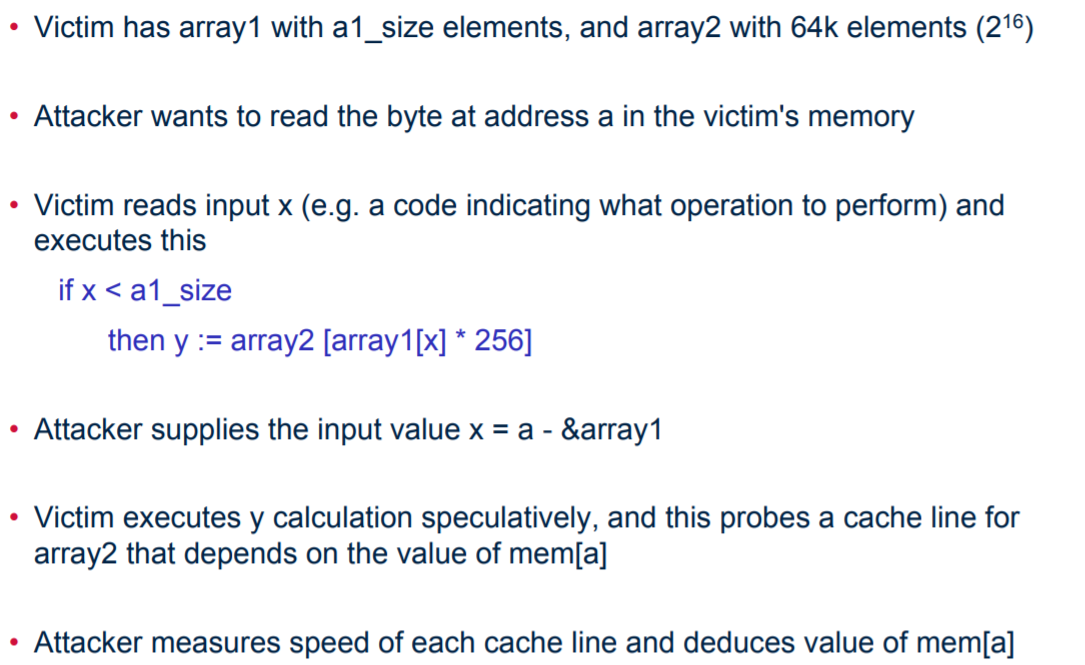 • Victim has array1 with a1_size elements, and array2 with 64k elements (2¹⁶)
• Attacker wants to read the byte at address a in the victim's memory
• Victim reads input x (e.g. a code indicating what operation to perform) and
executes this
if x < a1_size
then y := array2 [array1[x] * 256]
• Attacker supplies the input value x = a - &array1
• Victim executes y calculation speculatively, and this probes a cache line for
array2 that depends on the value of mem[a]
• Attacker measures speed of each cache line and deduces value of mem[a]